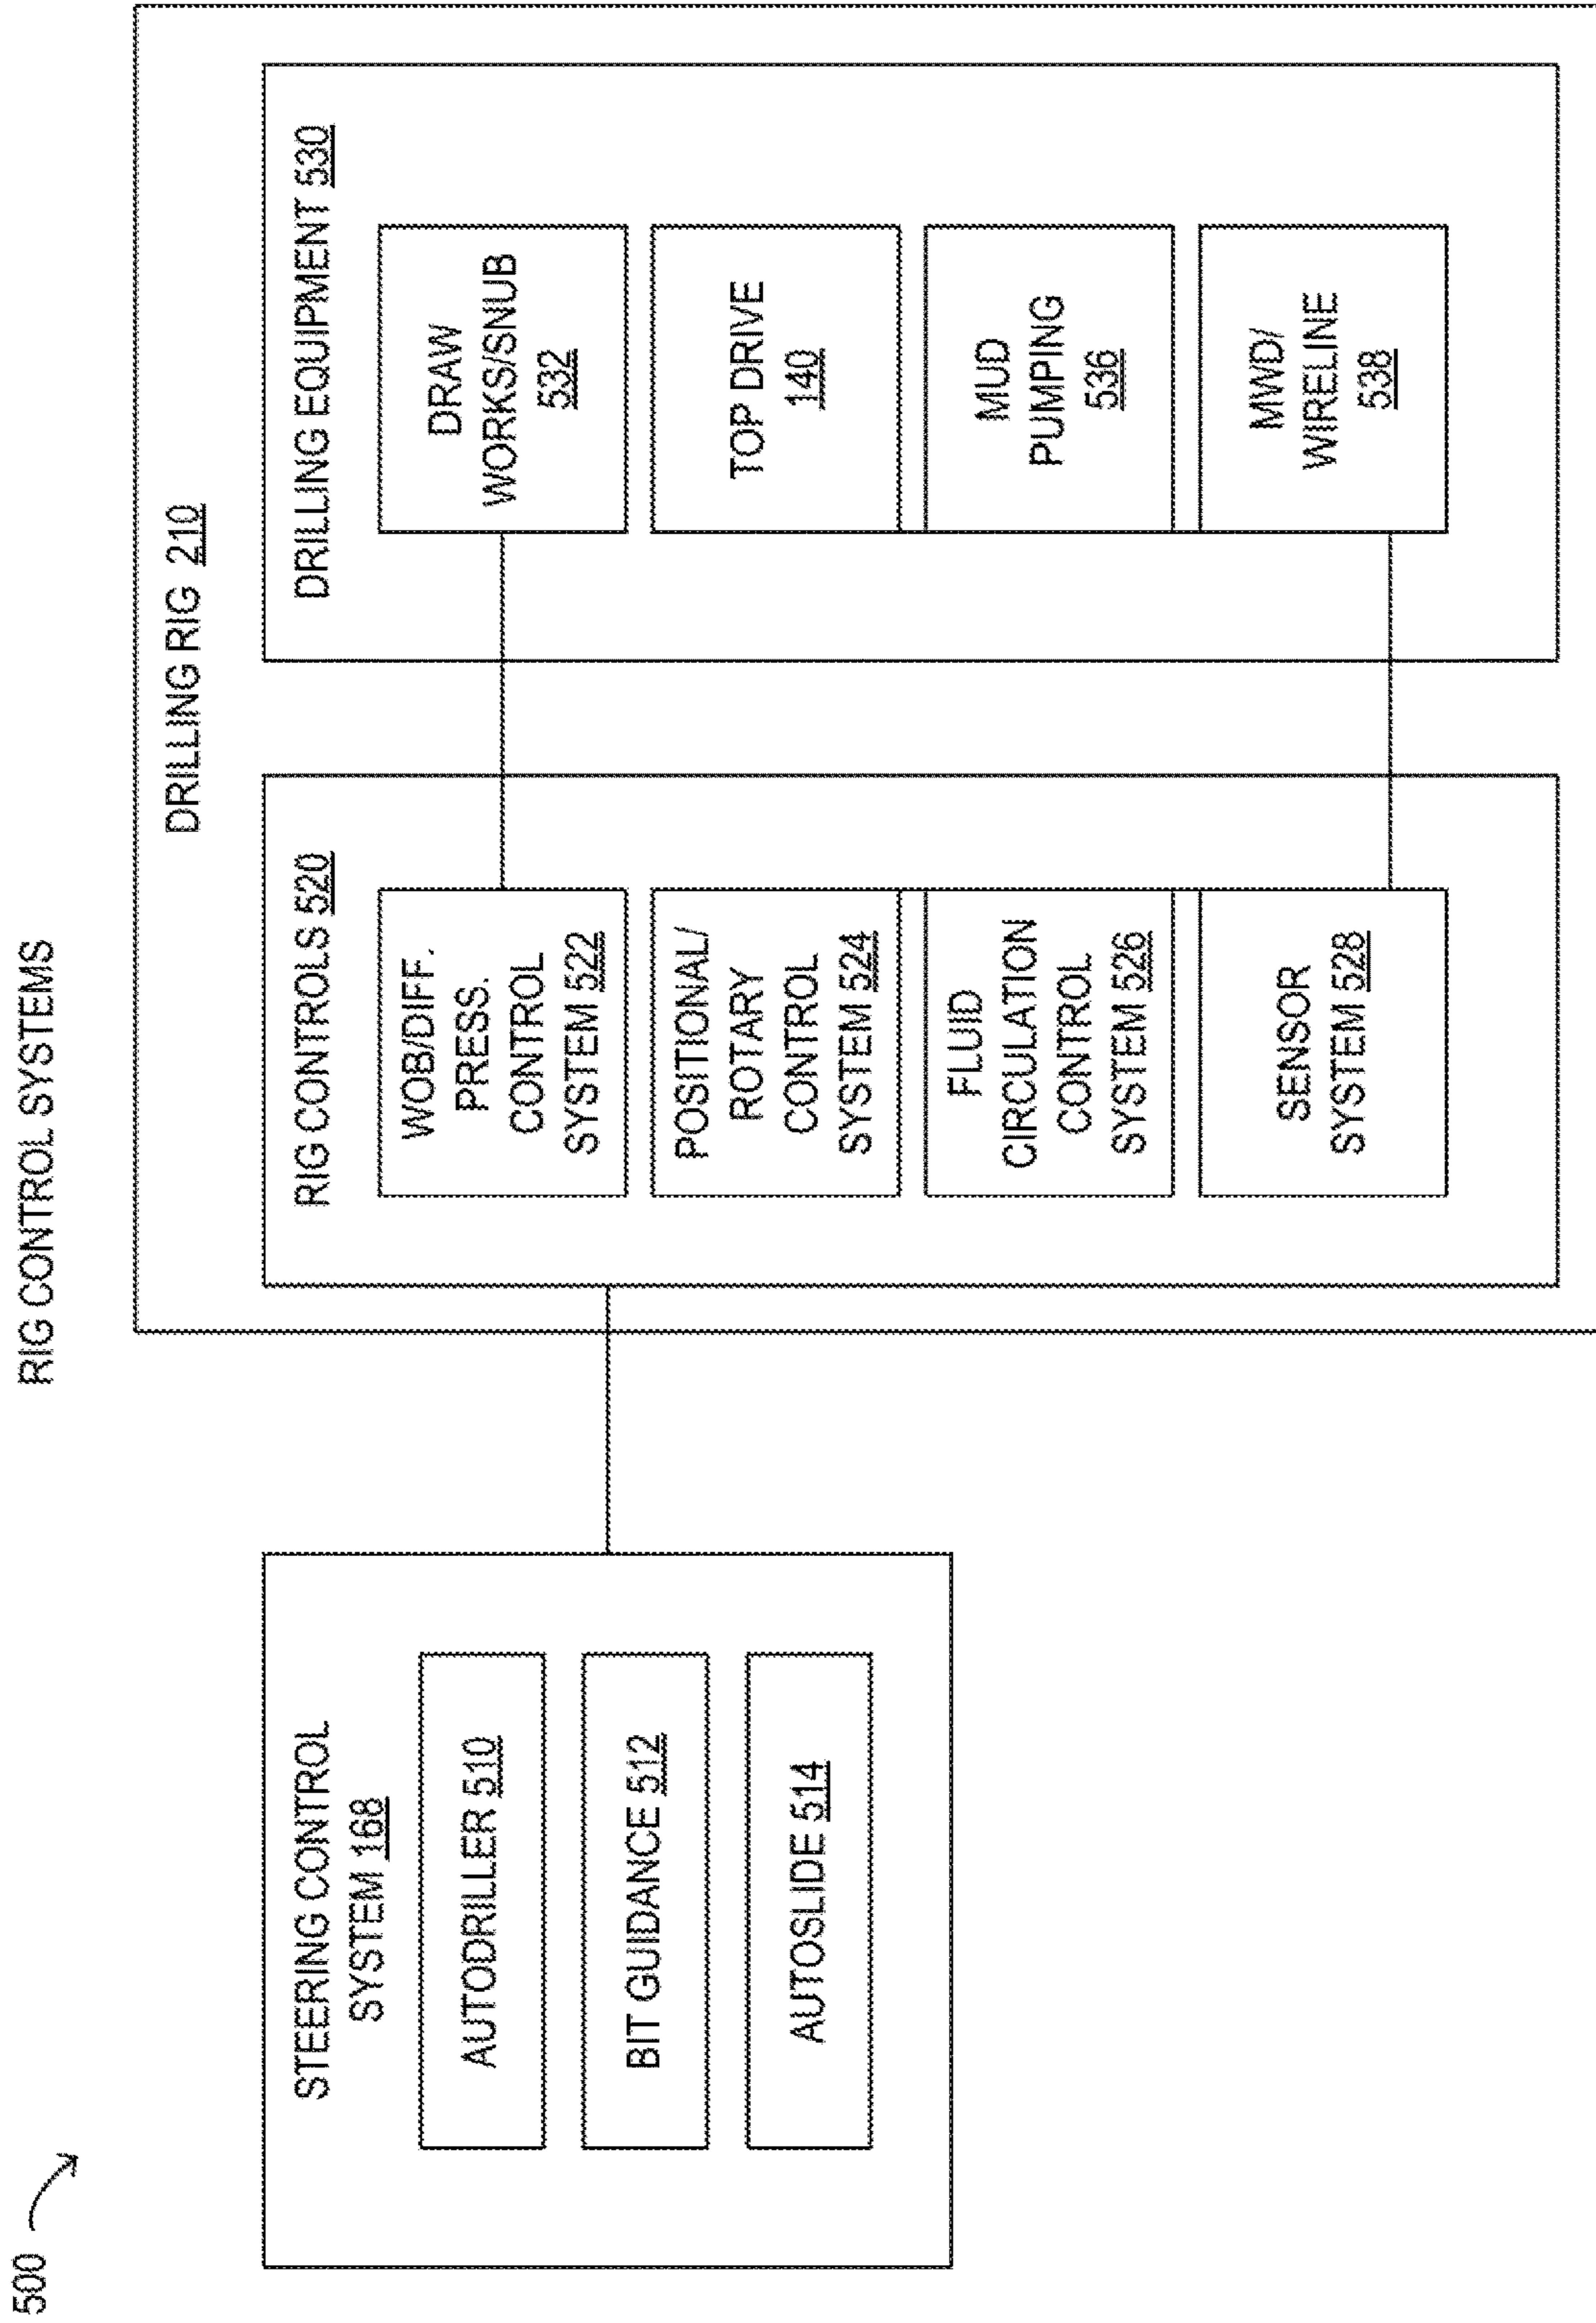 500
RIG CONTROL SYSTEMS
STEERING CONTROL
SYSTEM 168
AUTODRILLER 510
BIT GUIDANCE 512
AUTOSLIDE 514
DRILLING RIG 210
RIG CONTROLS 520
WOB/DIFF.
PRESS.
CONTROL
SYSTEM 522
POSITIONAL/
ROTARY
CONTROL
SYSTEM 524
FLUID
CIRCULATION
CONTROL
SYSTEM 526
SENSOR
SYSTEM 528
DRILLING EQUIPMENT 530
DRAW
WORKS/SNUB
532
TOP DRIVE
140
MUD
PUMPING
536
MWD/
WIRELINE
538